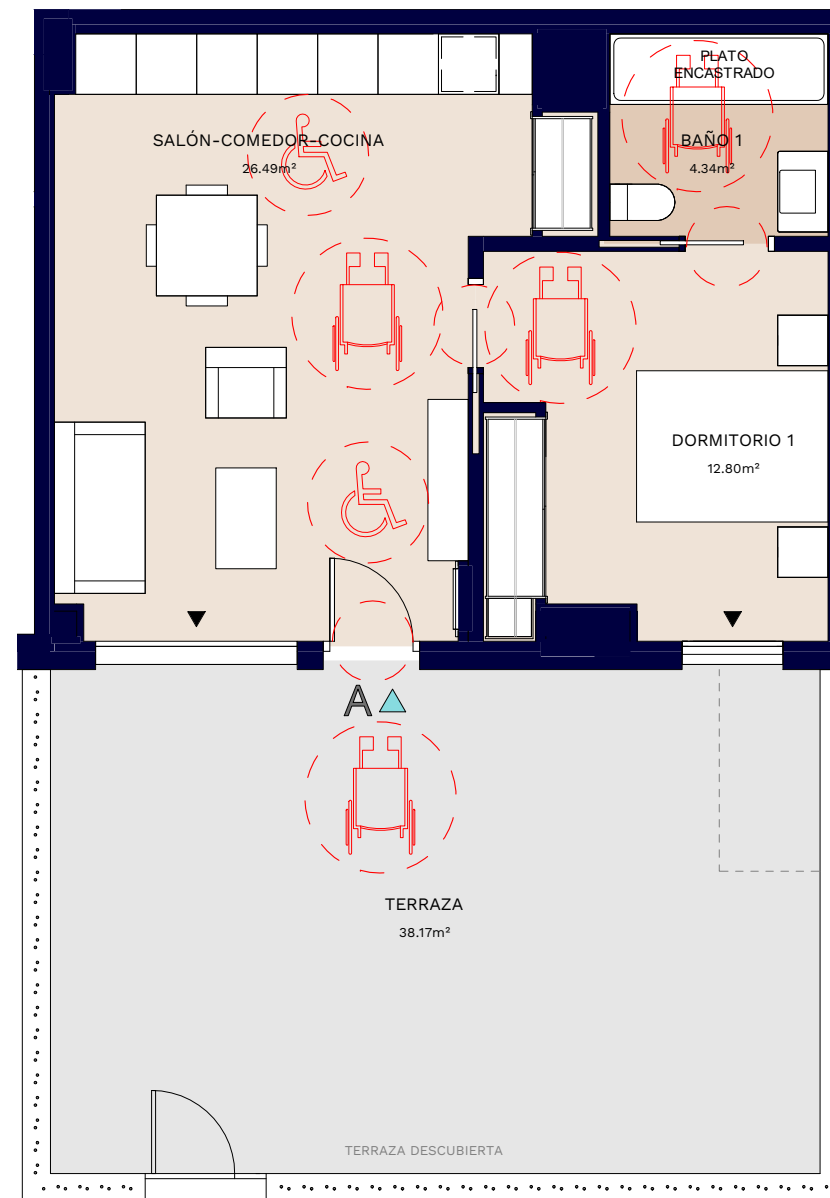 PLATO
ENCASTRADO
SALÓN-COMEDOR-COCINA
26.49m²
BAÑO 1
4.34m²
DORMITORIO 1
12.80m²
A
TERRAZA
38.17m²
TERRAZA DESCUBIERTA